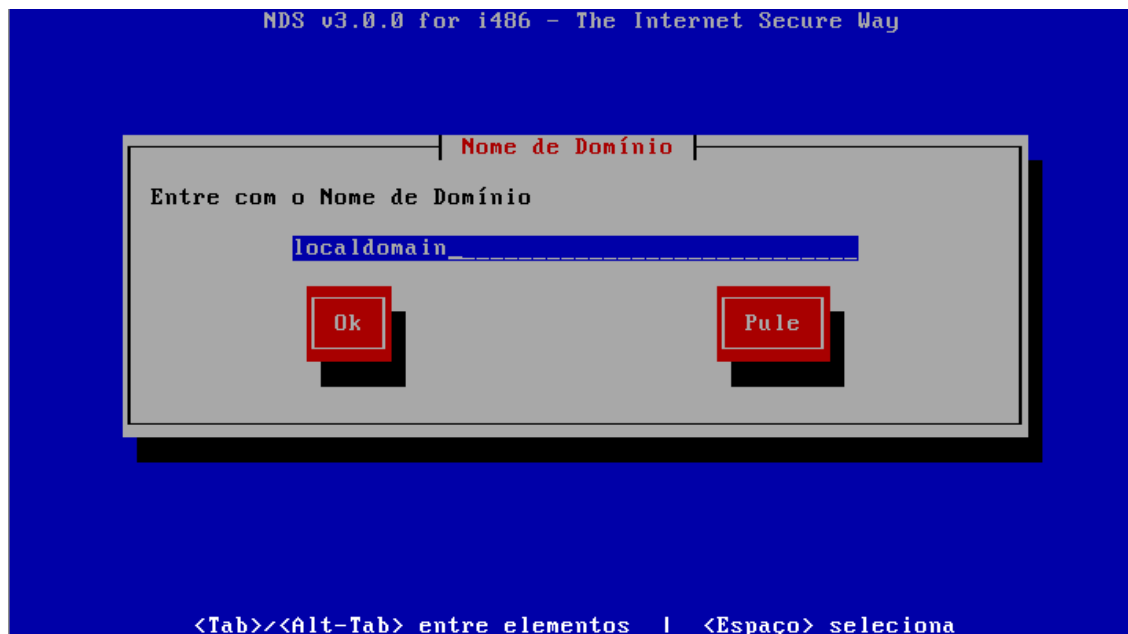 NDS v3.0.0 for i486 - The Internet Secure Way
Nome de Domínio
Entre com o Nome de Domínio
localdomain
Ok
Pule
<Tab>/<Alt-Tab> entre elementos | <Espaço> seleciona